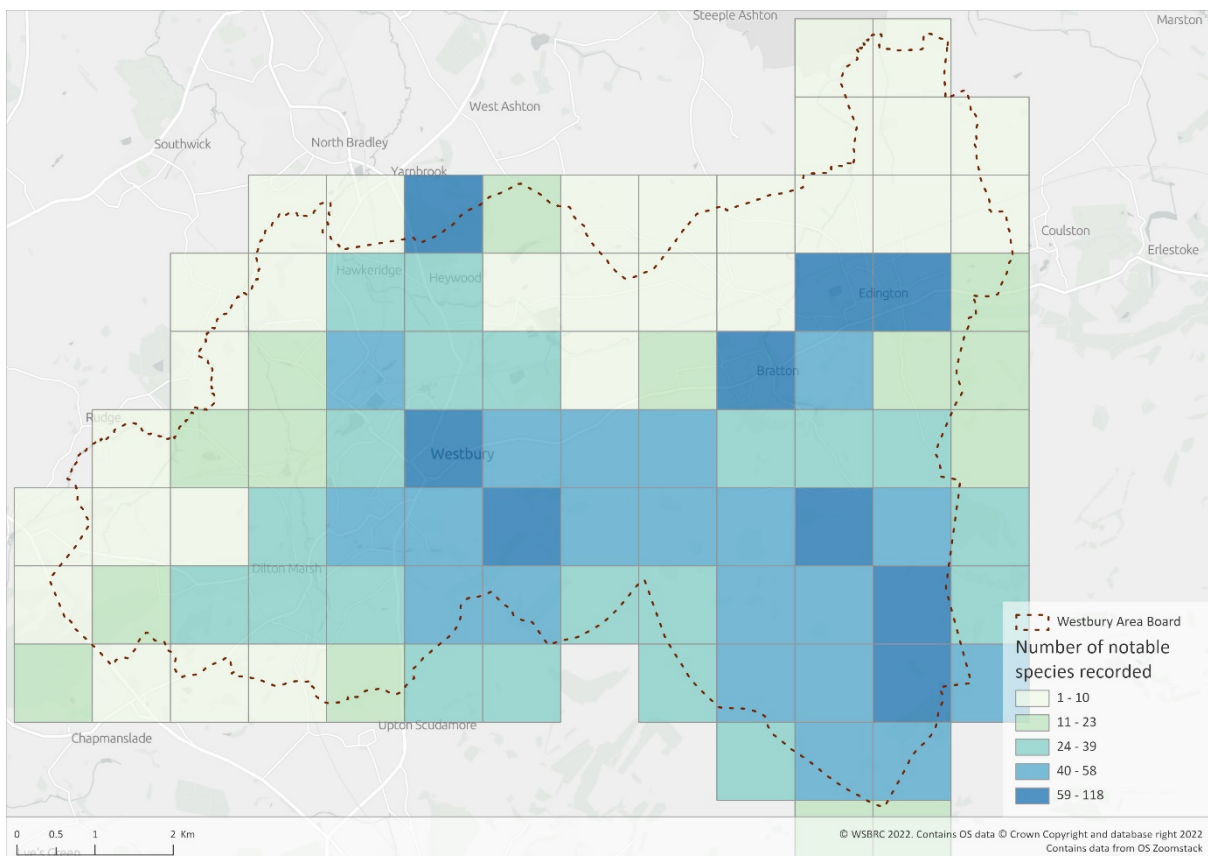 Steeple Ashton
Marston
West Ashton
Southwick
North Bradley
Yarnbrook
Coulston
Erlestoke
Hawkeridge
Heywood
Edington
Bratton
Rudge
Westbury
Dilton Marsh
Upton Scudamore
Chapmanslade
Westbury Area Board
Number of notable
species recorded
1 - 10
11 - 23
24 - 39
40 - 58
59 - 118
0 0.5 1 2 Km
Lye's Green
© WSBRC 2022. Contains OS data © Crown Copyright and database right 2022
Contains data from OS Zoomstack